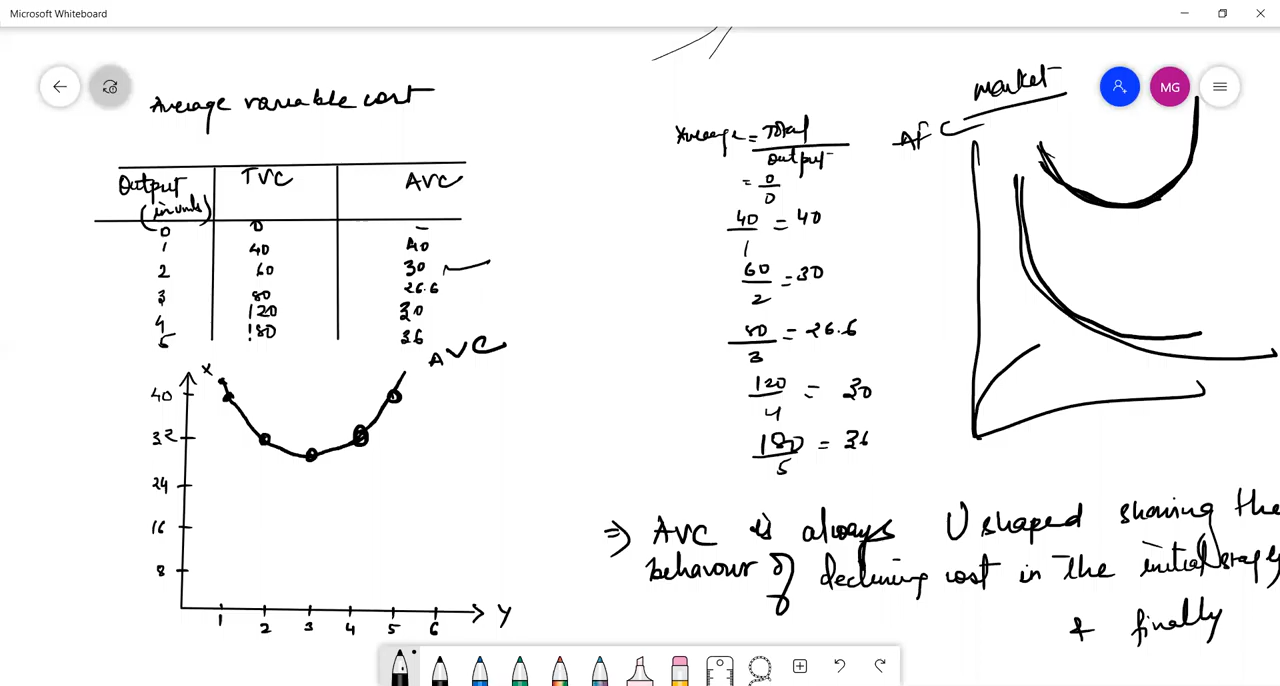 Microsoft Whiteboard
MG
Average variable cost
Output TVC AVC
(in units)
0 0 -
1 40 40
2 60 30
3 80 26.6
4 120 30
5 180 36
AVC
X
40
32
24
16
8
1 2 3 4 5 6 Y
Average = Total
Output
= 0
0
40 = 40
1
60 = 30
2
80 = 26.6
3
120 = 30
4
180 = 36
5
market
AFC
⇒ AVC is always U shaped showing the
behavour of declining cost in the initial
& finally